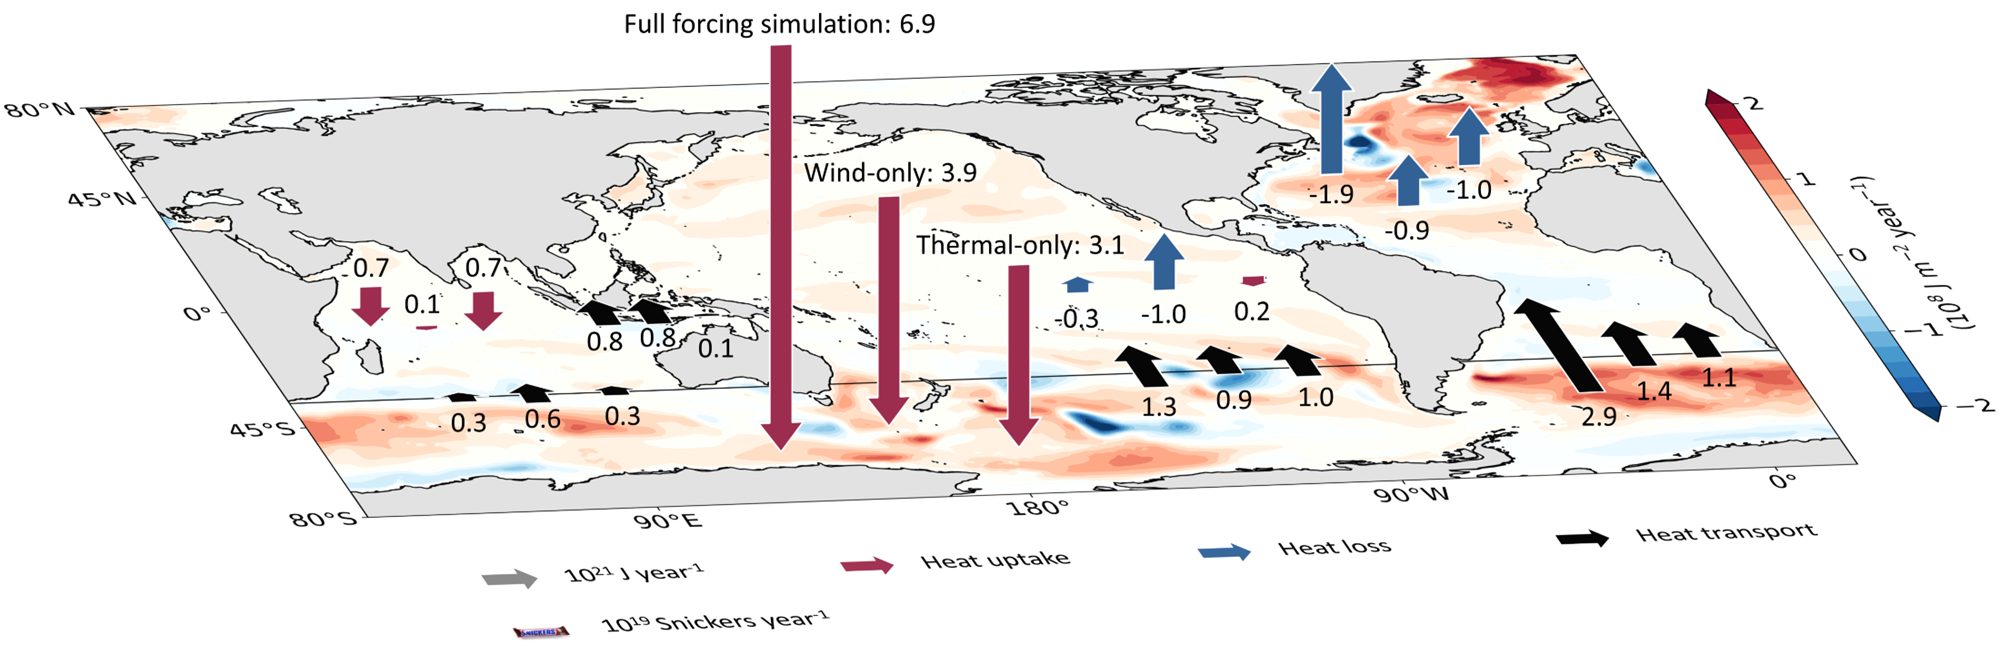 Full forcing simulation: 6.9
Wind-only: 3.9
Thermal-only: 3.1
80°N
45°N
0°
45°S
80°S
90°E
180°
90°W
0°
0.7
0.1
0.7
0.8
0.8
0.1
-0.3
-1.0
0.2
-1.9
-0.9
-1.0
0.3
0.6
0.3
1.3
0.9
1.0
2.9
1.4
1.1
2
1
0
−1
−2
(10⁸ J m⁻² year⁻¹)
10²¹ J year⁻¹
Heat uptake
Heat loss
Heat transport
SNICKERS
10¹⁹ Snickers year⁻¹